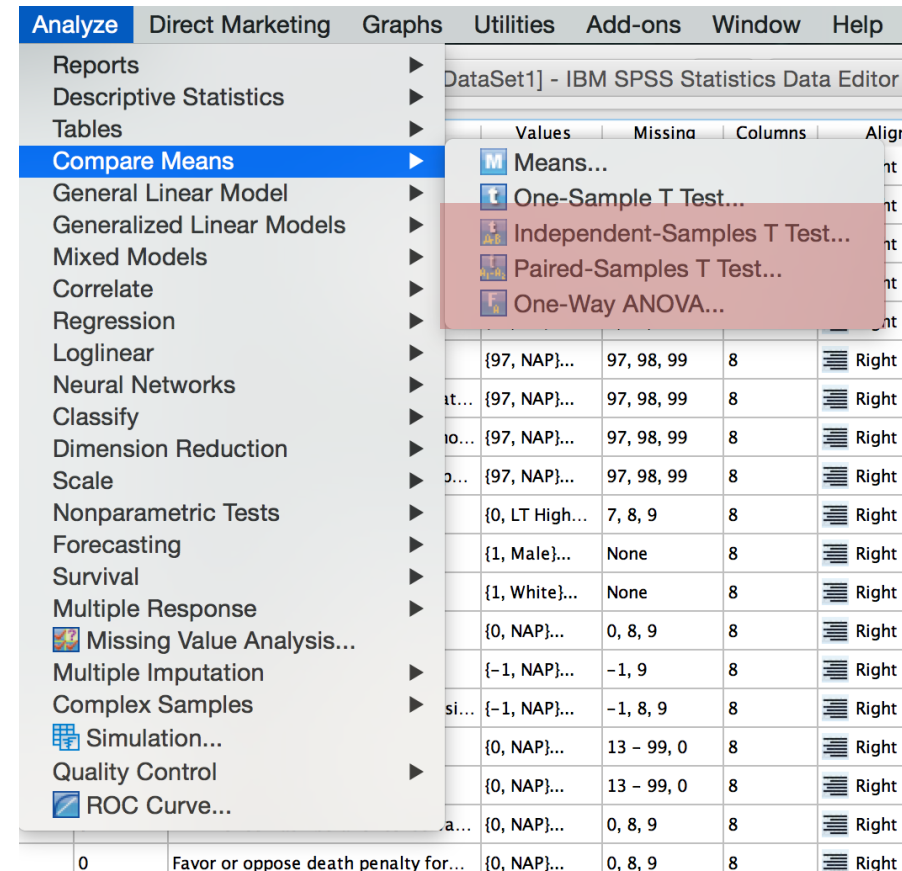 Analyze Direct Marketing Graphs Utilities Add-ons Window Help
DataSet1] - IBM SPSS Statistics Data Editor
Reports
Descriptive Statistics
Tables
Compare Means
General Linear Model
Generalized Linear Models
Mixed Models
Correlate
Regression
Loglinear
Neural Networks
Classify
Dimension Reduction
Scale
Nonparametric Tests
Forecasting
Survival
Multiple Response
Missing Value Analysis...
Multiple Imputation
Complex Samples
Simulation...
Quality Control
ROC Curve...
M Means...
t One-Sample T Test...
Independent-Samples T Test...
Paired-Samples T Test...
One-Way ANOVA...
Values Missing Columns
{97, NAP}... 97, 98, 99 8 Right
{97, NAP}... 97, 98, 99 8 Right
{97, NAP}... 97, 98, 99 8 Right
{97, NAP}... 97, 98, 99 8 Right
{0, LT High... 7, 8, 9 8 Right
{1, Male}... None 8 Right
{1, White}... None 8 Right
{0, NAP}... 0, 8, 9 8 Right
{-1, NAP}... -1, 9 8 Right
{-1, NAP}... -1, 8, 9 8 Right
{0, NAP}... 13 - 99, 0 8 Right
{0, NAP}... 13 - 99, 0 8 Right
{0, NAP}... 0, 8, 9 8 Right
0 Favor or oppose death penalty for... {0, NAP}... 0, 8, 9 8 Right